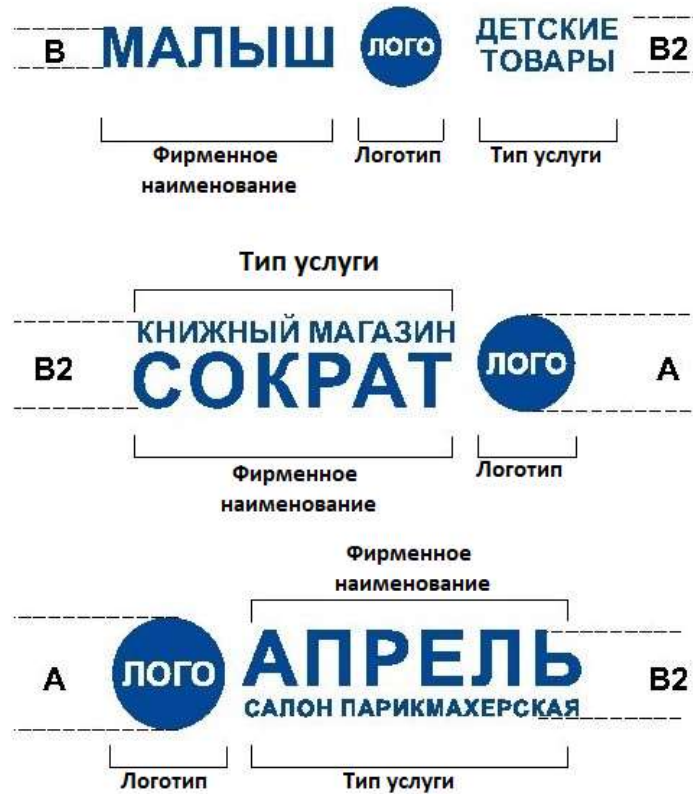 В МАЛЫШ ЛОГО ДЕТСКИЕ ТОВАРЫ В2
Фирменное наименование Логотип Тип услуги
Тип услуги
КНИЖНЫЙ МАГАЗИН
В2 СОКРАТ ЛОГО А
Фирменное наименование Логотип
Фирменное
наименование
А ЛОГО АПРЕЛЬ В2
САЛОН ПАРИКМАХЕРСКАЯ
Логотип Тип услуги